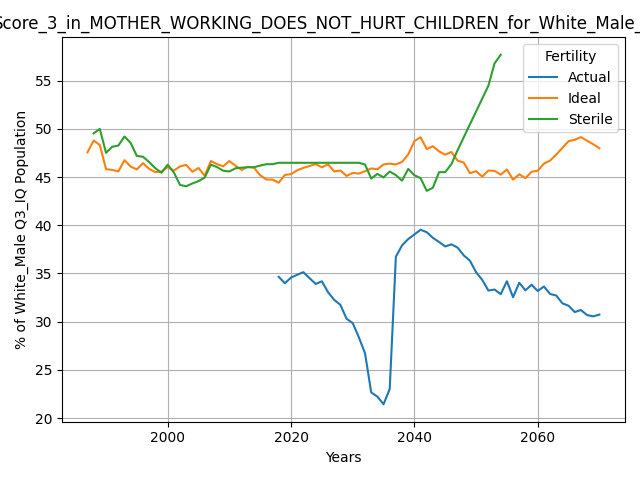 Score_3_in_MOTHER_WORKING_DOES_NOT_HURT_CHILDREN_for_White_Male_
% of White_Male Q3_IQ Population
55
50
45
40
35
30
25
20
2000
2020
2040
2060
Years
Fertility
Actual
Ideal
Sterile